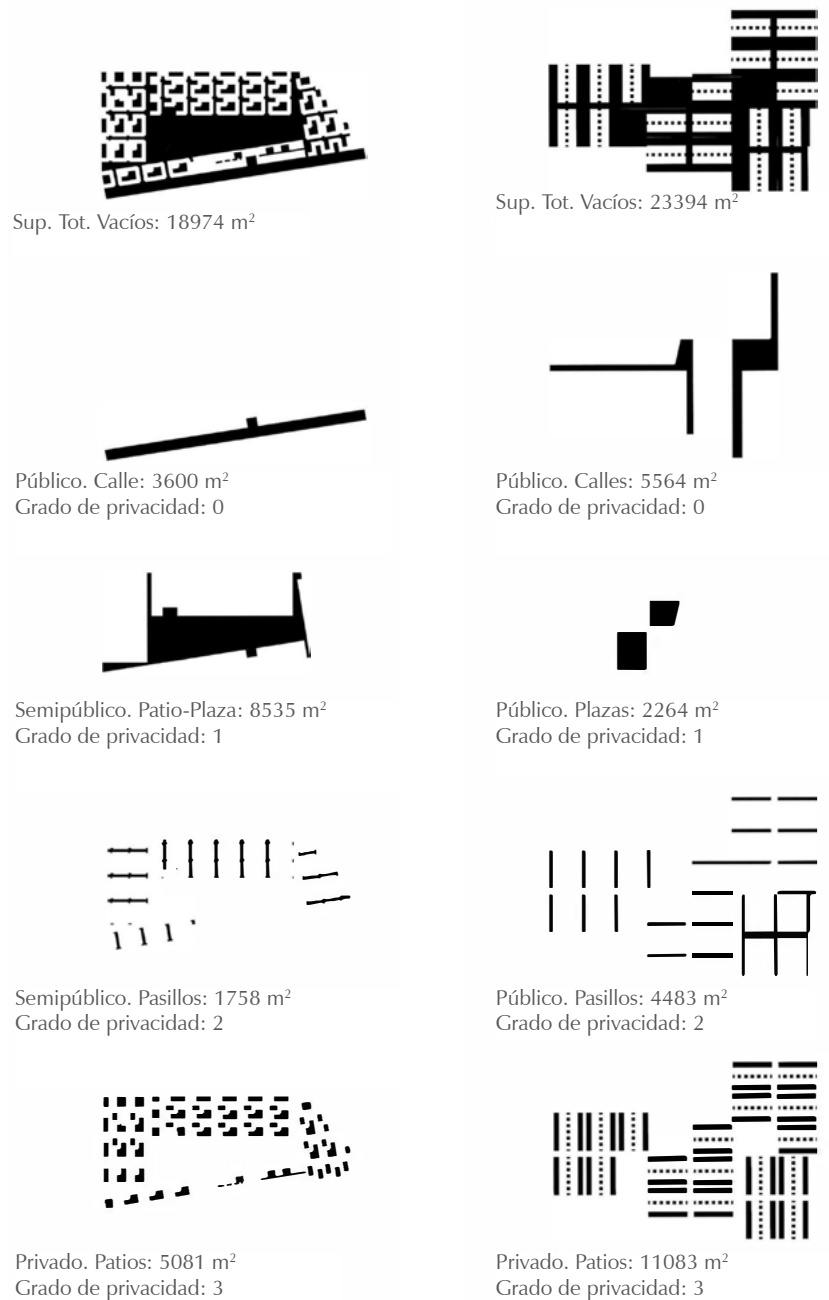 Sup. Tot. Vacíos: 18974 m²
Sup. Tot. Vacíos: 23394 m²
Público. Calle: 3600 m²
Grado de privacidad: 0
Público. Calles: 5564 m²
Grado de privacidad: 0
Semipúblico. Patio-Plaza: 8535 m²
Grado de privacidad: 1
Público. Plazas: 2264 m²
Grado de privacidad: 1
Semipúblico. Pasillos: 1758 m²
Grado de privacidad: 2
Público. Pasillos: 4483 m²
Grado de privacidad: 2
Privado. Patios: 5081 m²
Grado de privacidad: 3
Privado. Patios: 11083 m²
Grado de privacidad: 3